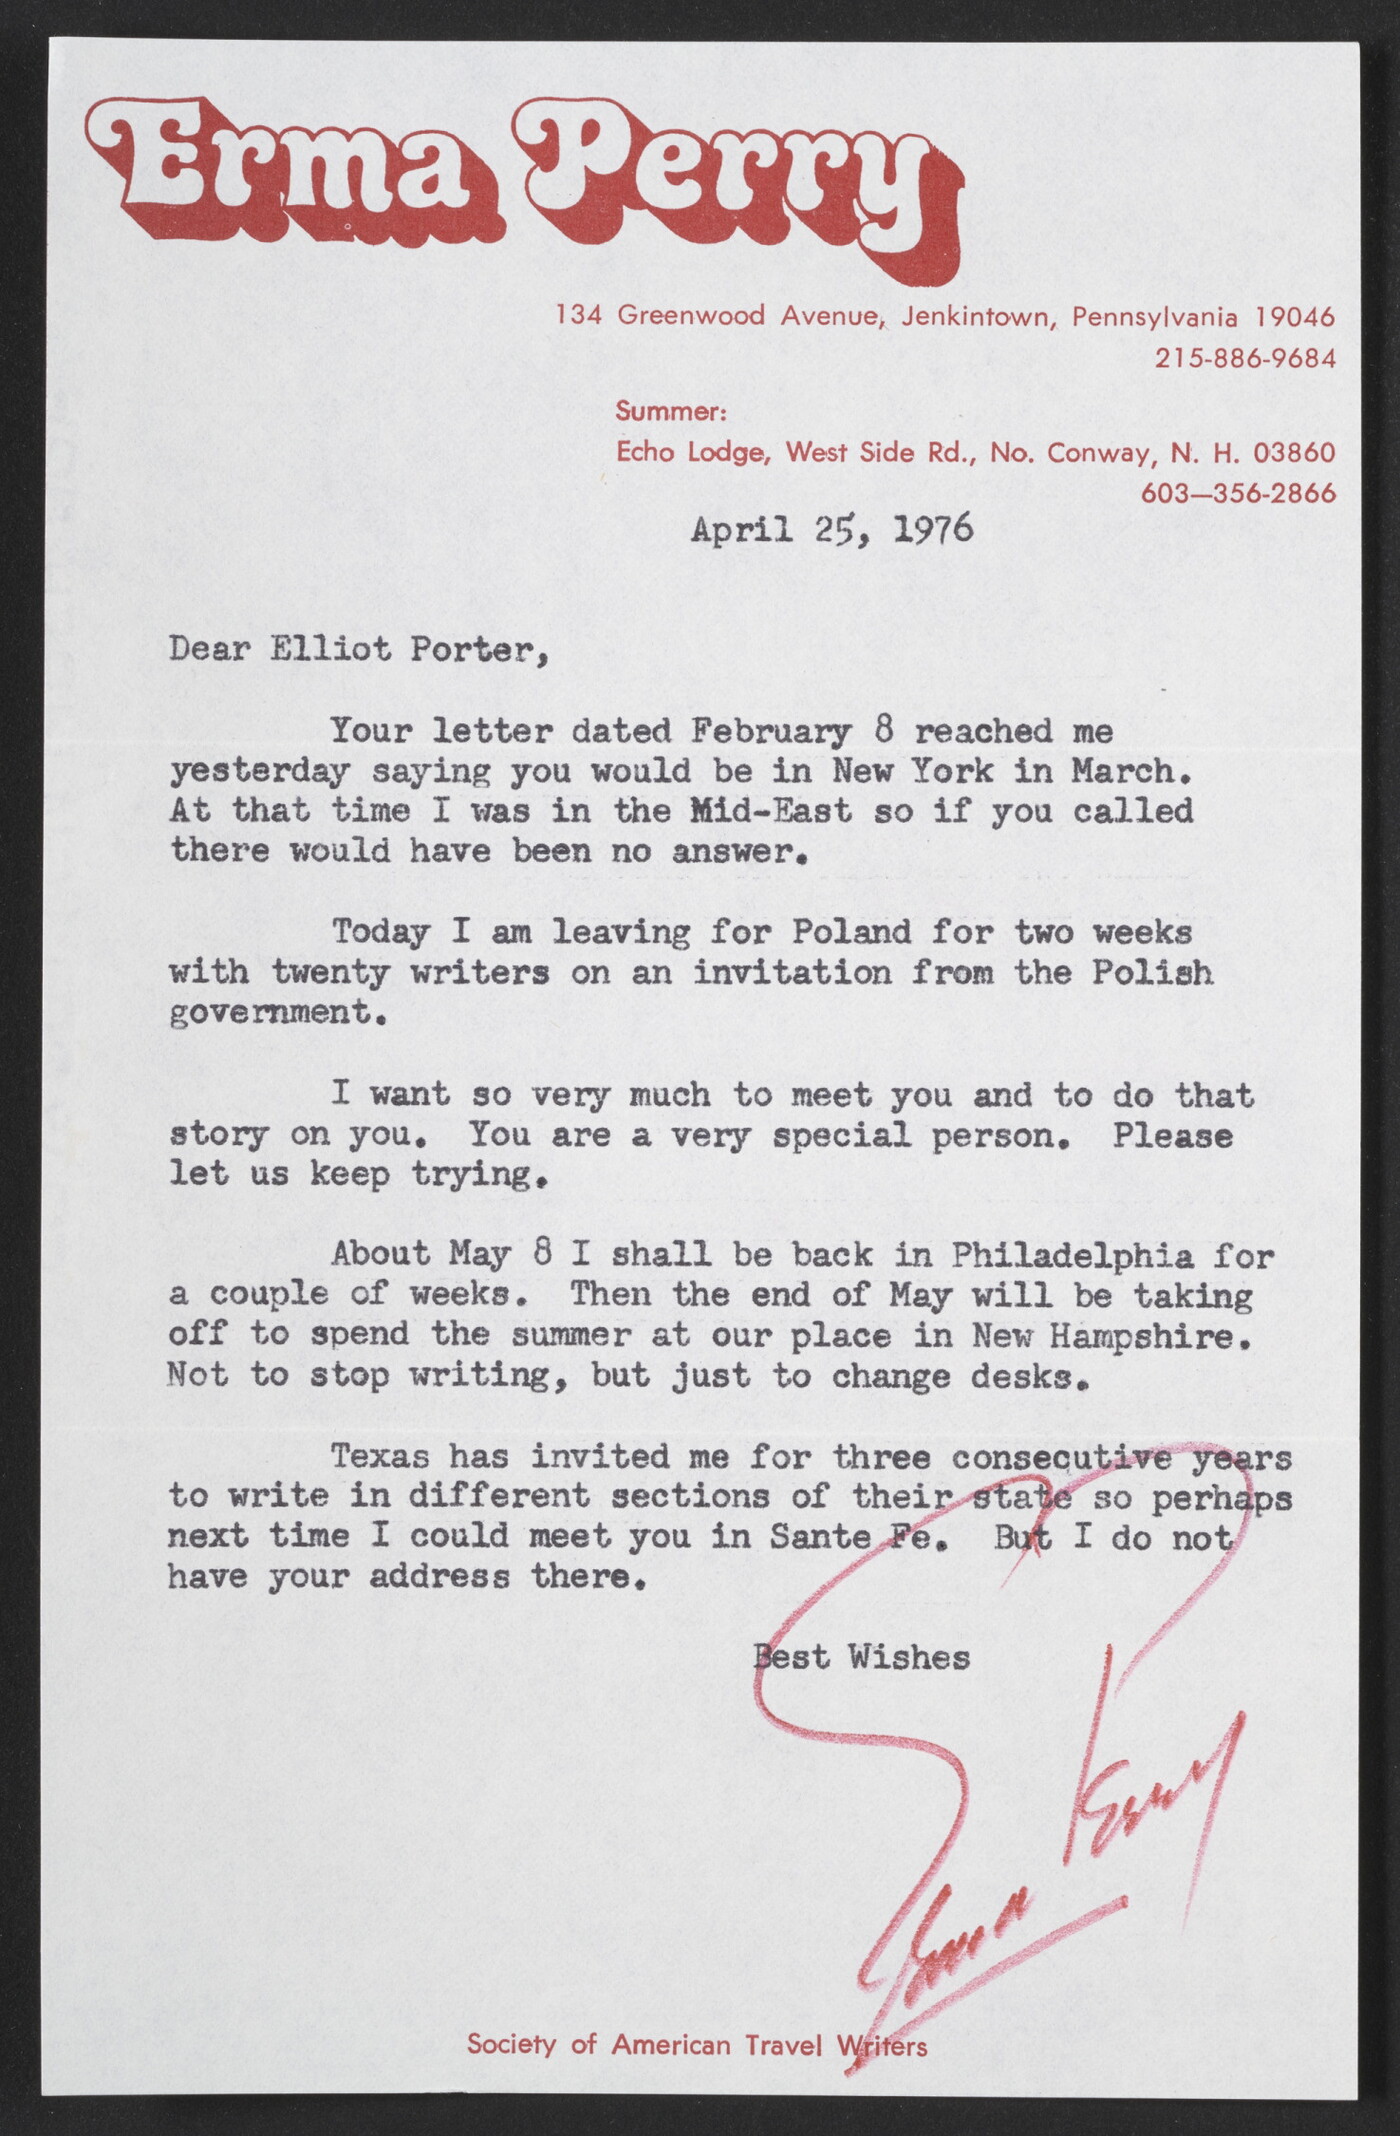 Erma Perry
134 Greenwood Avenue, Jenkintown, Pennsylvania 19046
215-886-9684
Summer:
Echo Lodge, West Side Rd., No. Conway, N. H. 03860
603—356-2866
April 25, 1976
Dear Elliot Porter,
Your letter dated February 8 reached me
yesterday saying you would be in New York in March.
At that time I was in the Mid-East so if you called
there would have been no answer.
Today I am leaving for Poland for two weeks
with twenty writers on an invitation from the Polish
government.
I want so very much to meet you and to do that
story on you. You are a very special person. Please
let us keep trying.
About May 8 I shall be back in Philadelphia for
a couple of weeks. Then the end of May will be taking
off to spend the summer at our place in New Hampshire.
Not to stop writing, but just to change desks.
Texas has invited me for three consecutive years
to write in different sections of their state so perhaps
next time I could meet you in Sante Fe. But I do not
have your address there.
Best Wishes
Erma Perry
Society of American Travel Writers